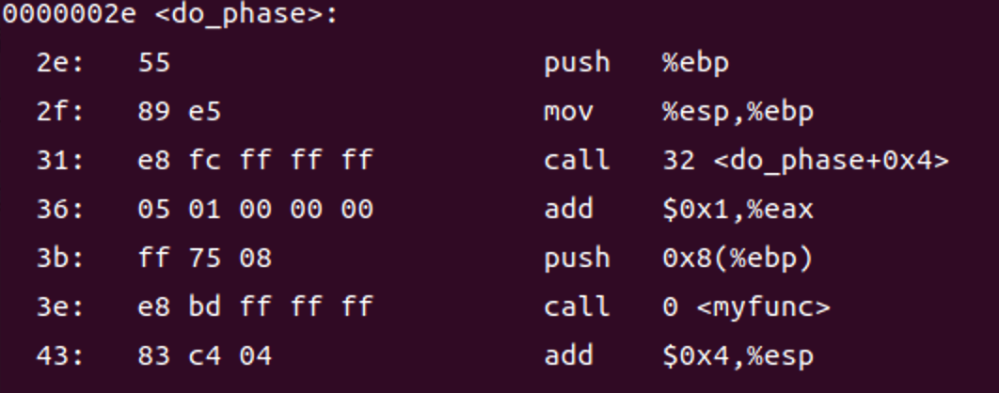 0000002e <do_phase>:
2e: 55 push %ebp
2f: 89 e5 mov %esp,%ebp
31: e8 fc ff ff ff call 32 <do_phase+0x4>
36: 05 01 00 00 00 add $0x1,%eax
3b: ff 75 08 push 0x8(%ebp)
3e: e8 bd ff ff ff call 0 <myfunc>
43: 83 c4 04 add $0x4,%esp